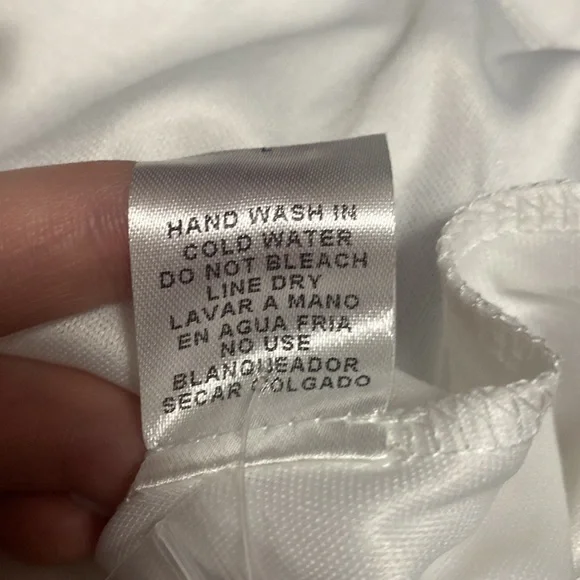 HAND WASH IN
COLD WATER
DO NOT BLEACH
LINE DRY
LAVAR A MANO
EN AGUA FRIA
NO USE
BLANQUEADOR
SECAR COLGADO